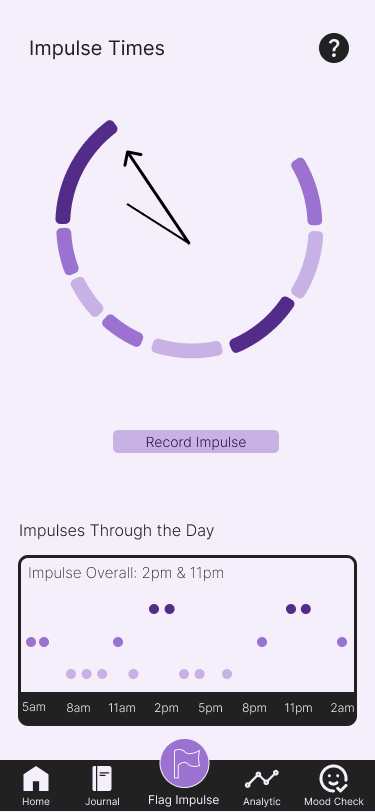 Impulse Times
?
Record Impulse
Impulses Through the Day
Impulse Overall: 2pm & 11pm
5am 8am 11am 2pm 5pm 8pm 11pm 2am
Home Journal Flag Impulse Analytic Mood Check